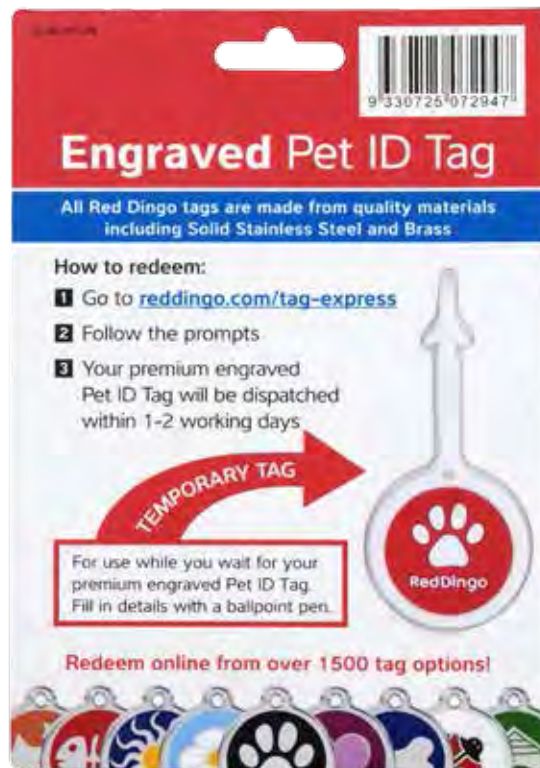 9 330725 072947
Engraved Pet ID Tag
All Red Dingo tags are made from quality materials
including Solid Stainless Steel and Brass
How to redeem:
1 Go to reddingo.com/tag-express
2 Follow the prompts
3 Your premium engraved
Pet ID Tag will be dispatched
within 1-2 working days
TEMPORARY TAG
For use while you wait for your
premium engraved Pet ID Tag.
Fill in details with a ballpoint pen.
RedDingo
Redeem online from over 1500 tag options!